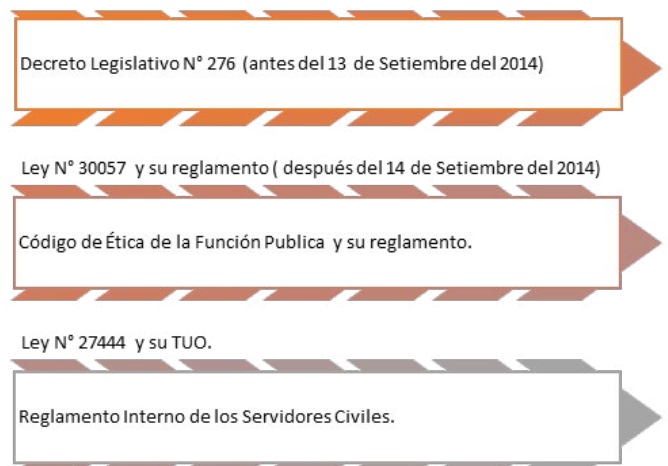 Decreto Legislativo N° 276 (antes del 13 de Setiembre del 2014)
Ley N° 30057 y su reglamento ( después del 14 de Setiembre del 2014)
Código de Ética de la Función Publica y su reglamento.
Ley N° 27444 y su TUO.
Reglamento Interno de los Servidores Civiles.